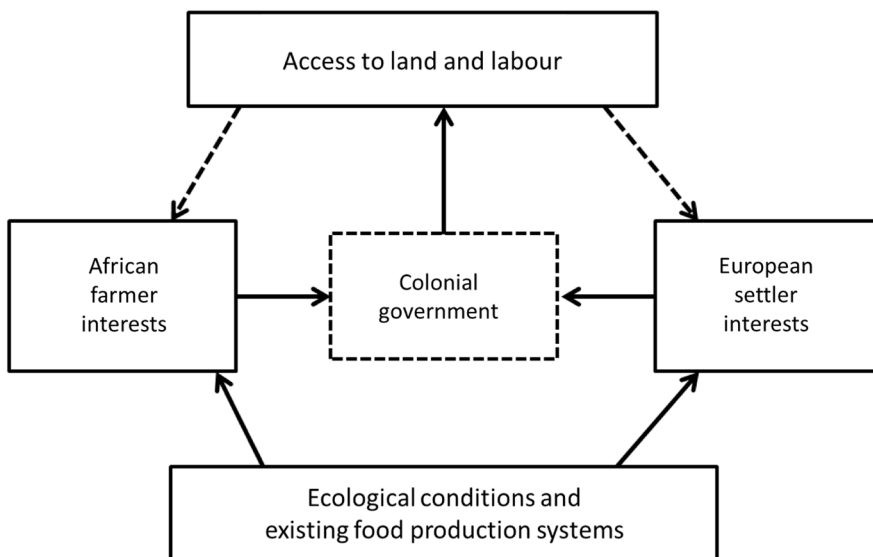 Access to land and labour
African
farmer
interests
Colonial
government
European
settler
interests
Ecological conditions and
existing food production systems